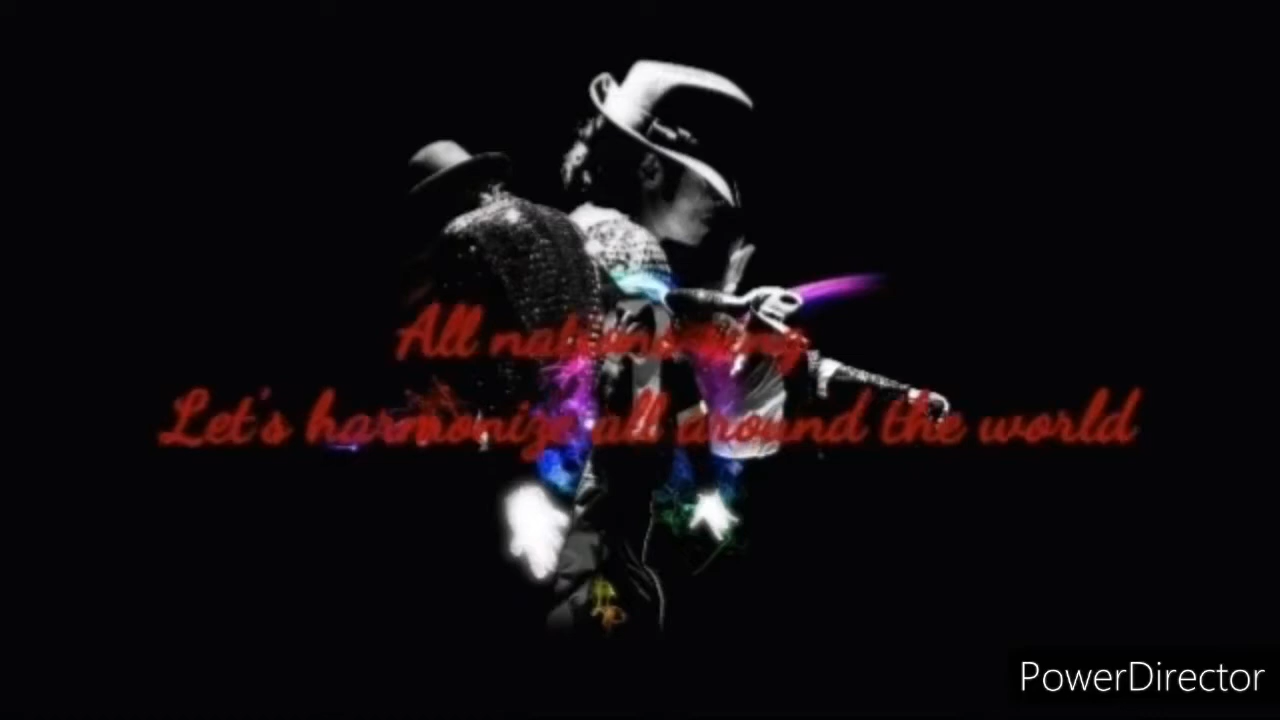 All nations sing
Let's harmonize all around the world
PowerDirector